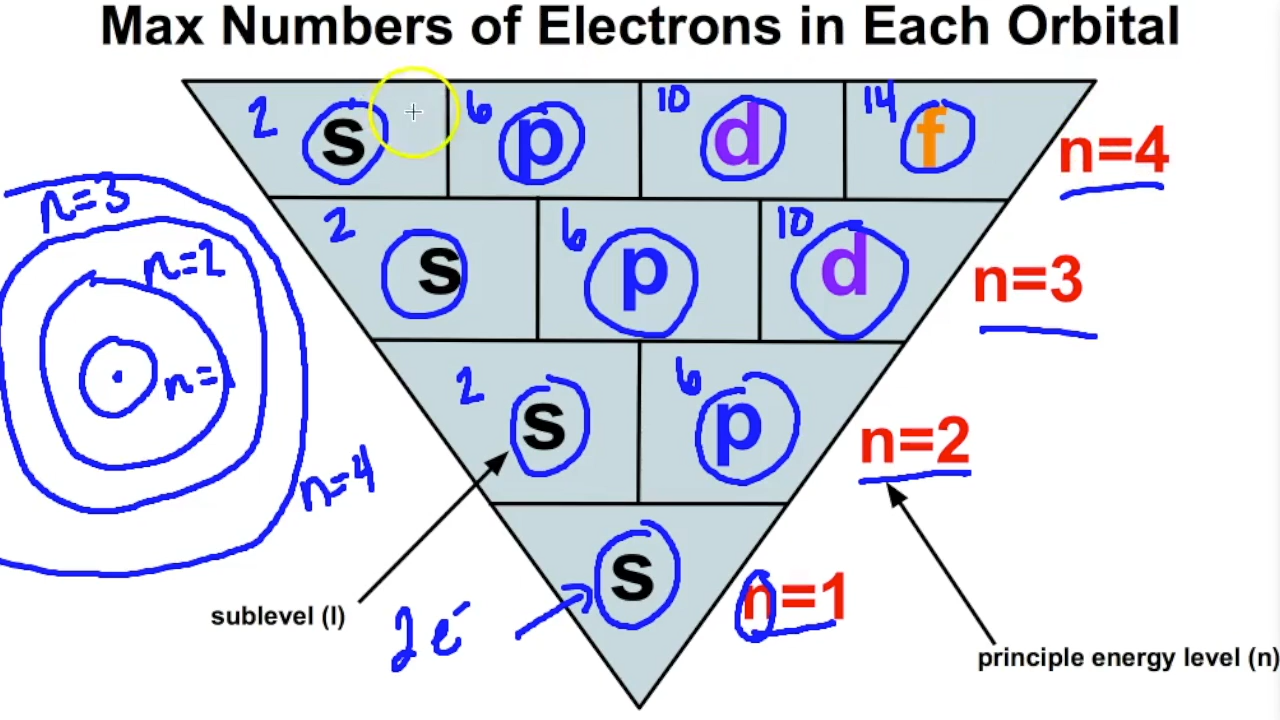 Max Numbers of Electrons in Each Orbital
2 s 6 p 10 d 14 f n=4
n=3
2 s 6 p 10 d n=3
n=2
2 s 6 p n=2
n=1
n=4
s n=1
sublevel (l)
2e⁻
principle energy level (n)